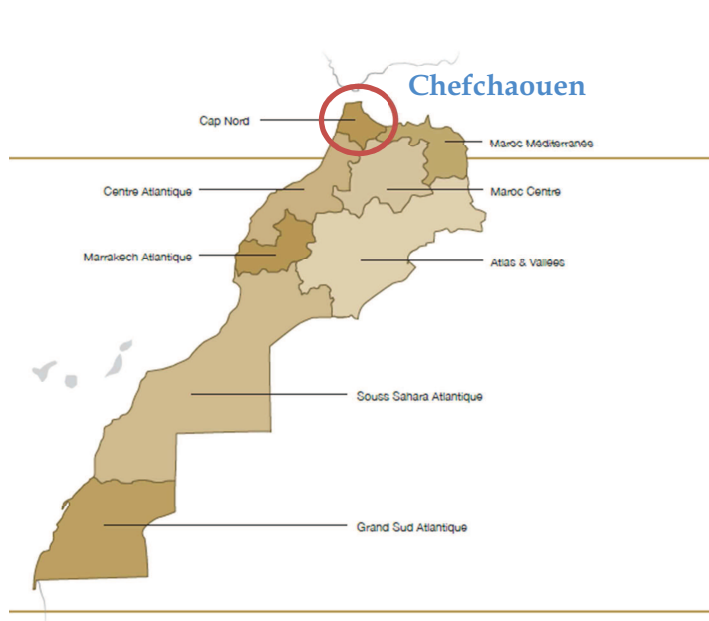 Chefchaouen
Cap Nord
Maroc Méditerranée
Centre Atlantique
Maroc Centre
Marrakech Atlantique
Atlas & Vallées
Souss Sahara Atlantique
Grand Sud Atlantique